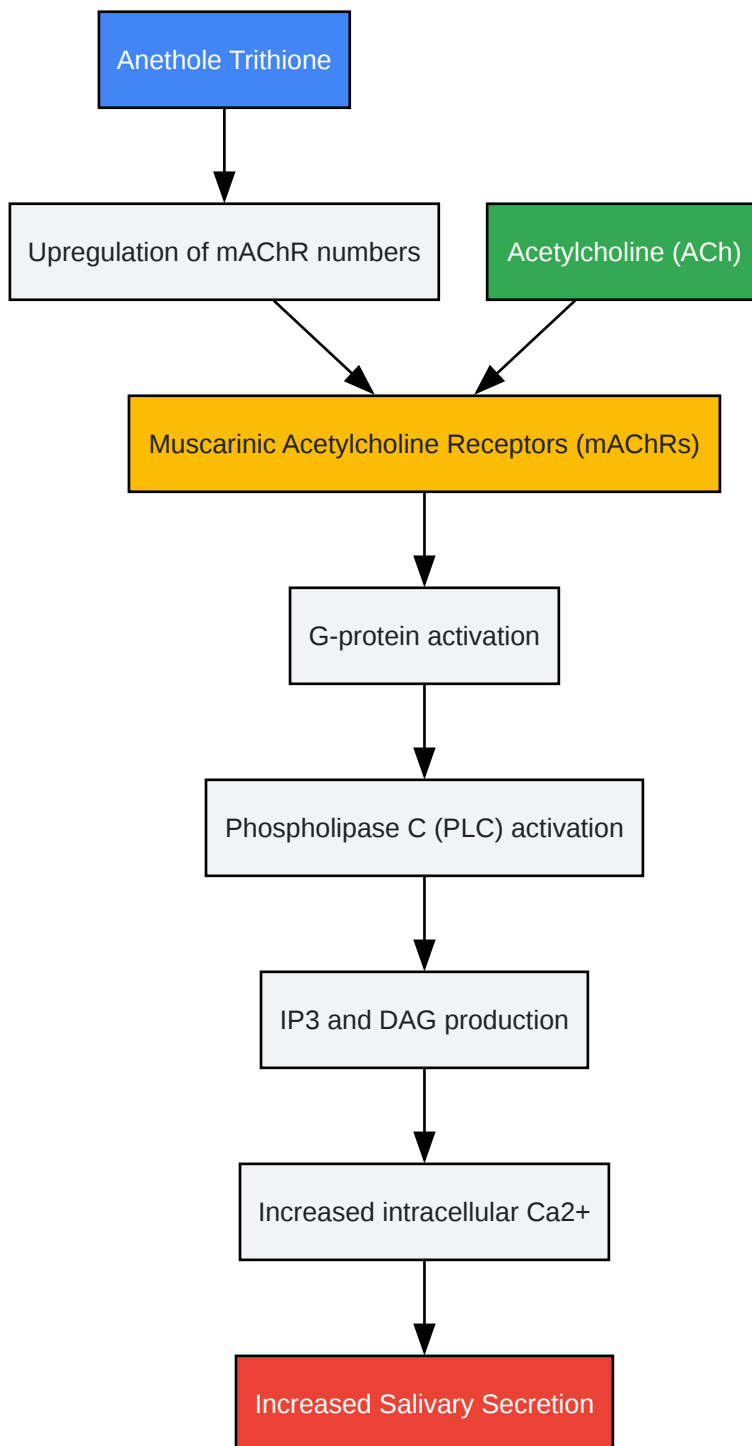 Anethole Trithione
Upregulation of mAChR numbers
Acetylcholine (ACh)
Muscarinic Acetylcholine Receptors (mAChRs)
G-protein activation
Phospholipase C (PLC) activation
IP3 and DAG production
Increased intracellular Ca2+
Increased Salivary Secretion